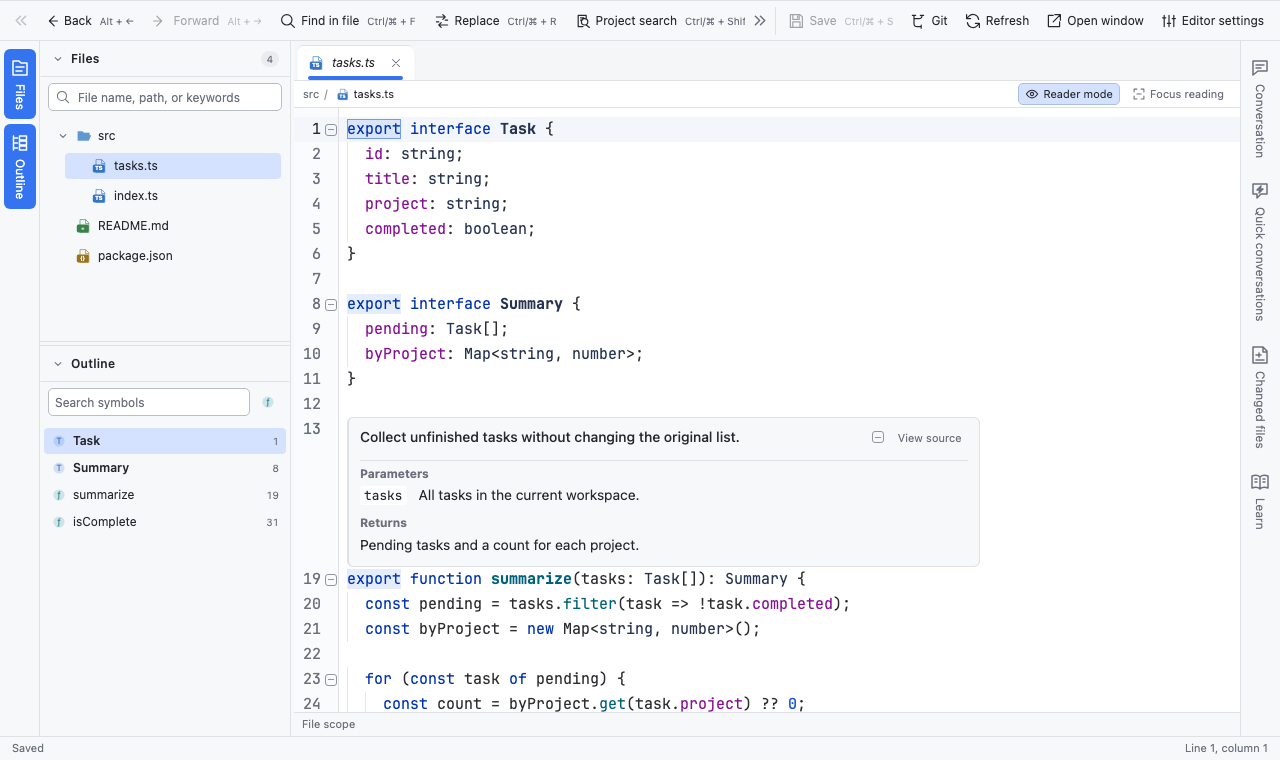 Back Alt + ← Forward Alt + → Find in file Ctrl/⌘ + F Replace Ctrl/⌘ + R Project search Ctrl/⌘ + Shif Save Ctrl/⌘ + S Git Refresh Open window Editor settings
Files
Outline
Files 4
File name, path, or keywords
src
tasks.ts
index.ts
README.md
package.json
Outline
Search symbols
Task 1
Summary 8
summarize 19
isComplete 31
tasks.ts
src / tasks.ts Reader mode Focus reading
1 export interface Task {
2 id: string;
3 title: string;
4 project: string;
5 completed: boolean;
6 }
7
8 export interface Summary {
9 pending: Task[];
10 byProject: Map<string, number>;
11 }
12
13
Collect unfinished tasks without changing the original list. View source
Parameters
tasks All tasks in the current workspace.
Returns
Pending tasks and a count for each project.
19 export function summarize(tasks: Task[]): Summary {
20 const pending = tasks.filter(task => !task.completed);
21 const byProject = new Map<string, number>();
22
23 for (const task of pending) {
24 const count = byProject.get(task.project) ?? 0;
File scope
Conversation
Quick conversations
Changed files
Learn
Saved Line 1, column 1